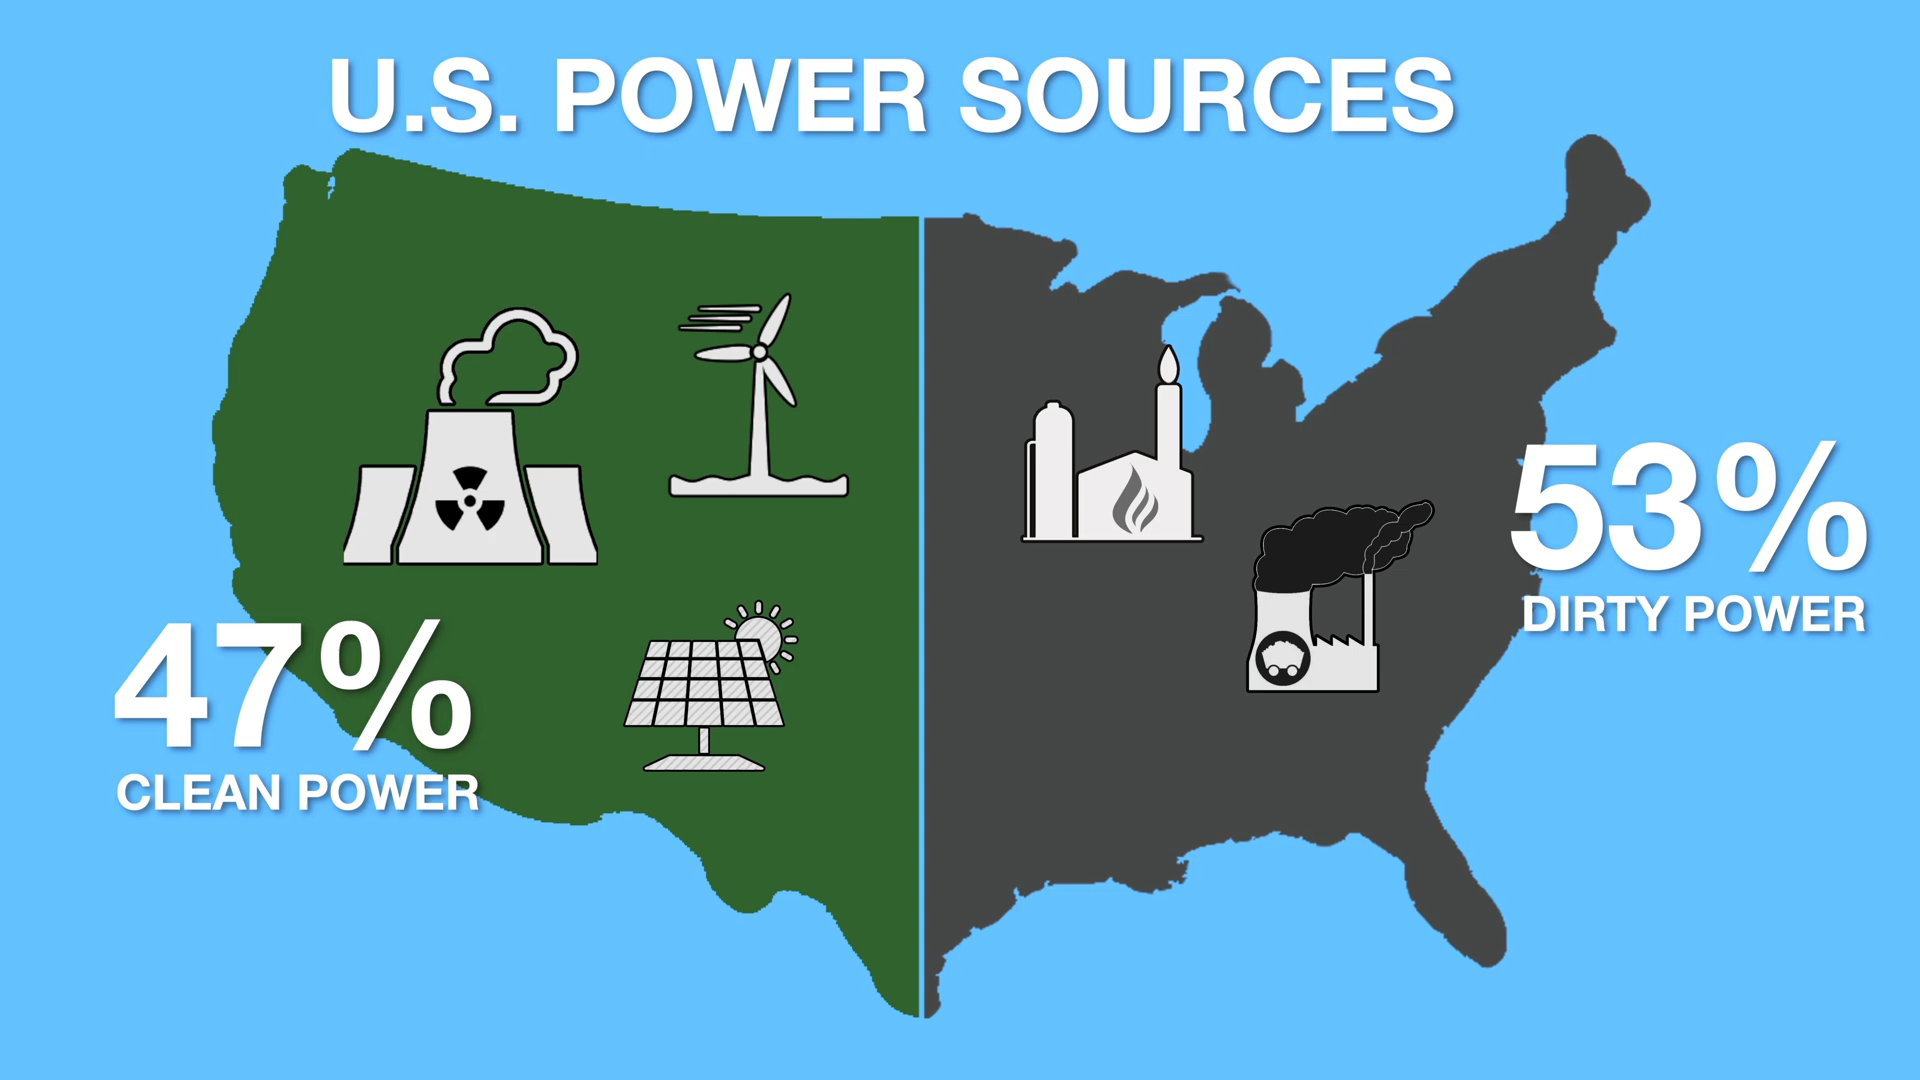 U.S. POWER SOURCES
47%
CLEAN POWER
53%
DIRTY POWER